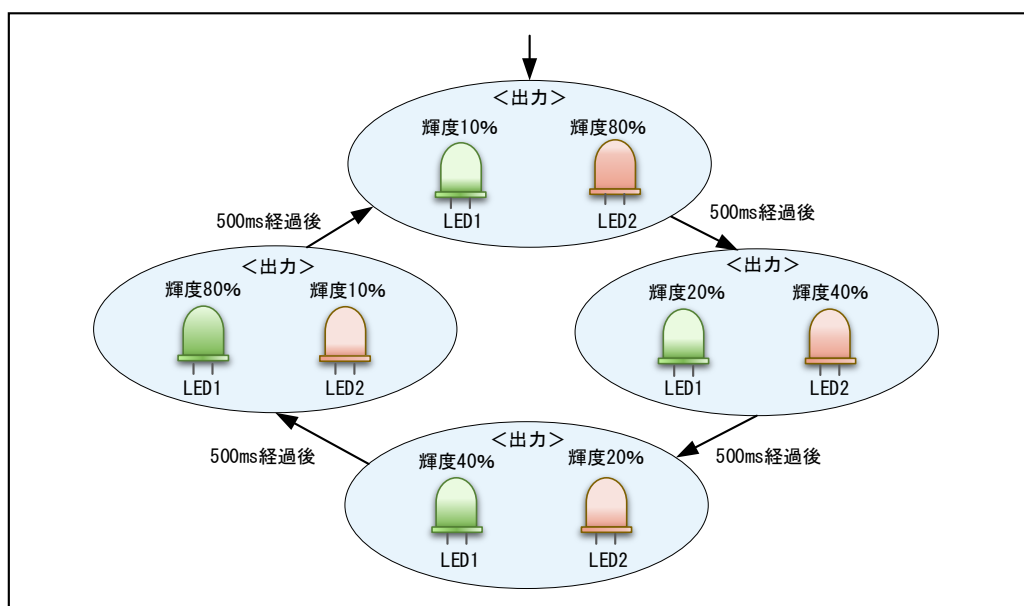 <出力>
輝度10% 輝度80%
LED1 LED2
500ms経過後 500ms経過後
<出力> <出力>
輝度80% 輝度10% 輝度20% 輝度40%
LED1 LED2 LED1 LED2
<出力>
500ms経過後 500ms経過後
輝度40% 輝度20%
LED1 LED2